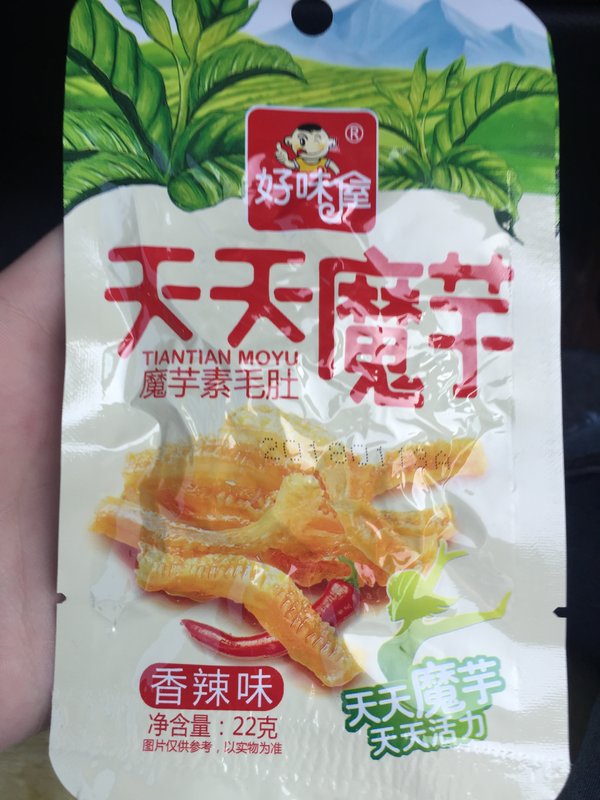 ®
好味屋
天天魔芋
TIANTIAN MOYU
魔芋素毛肚
香辣味
净含量：22克
图片仅供参考，以实物为准
天天魔芋
天天活力